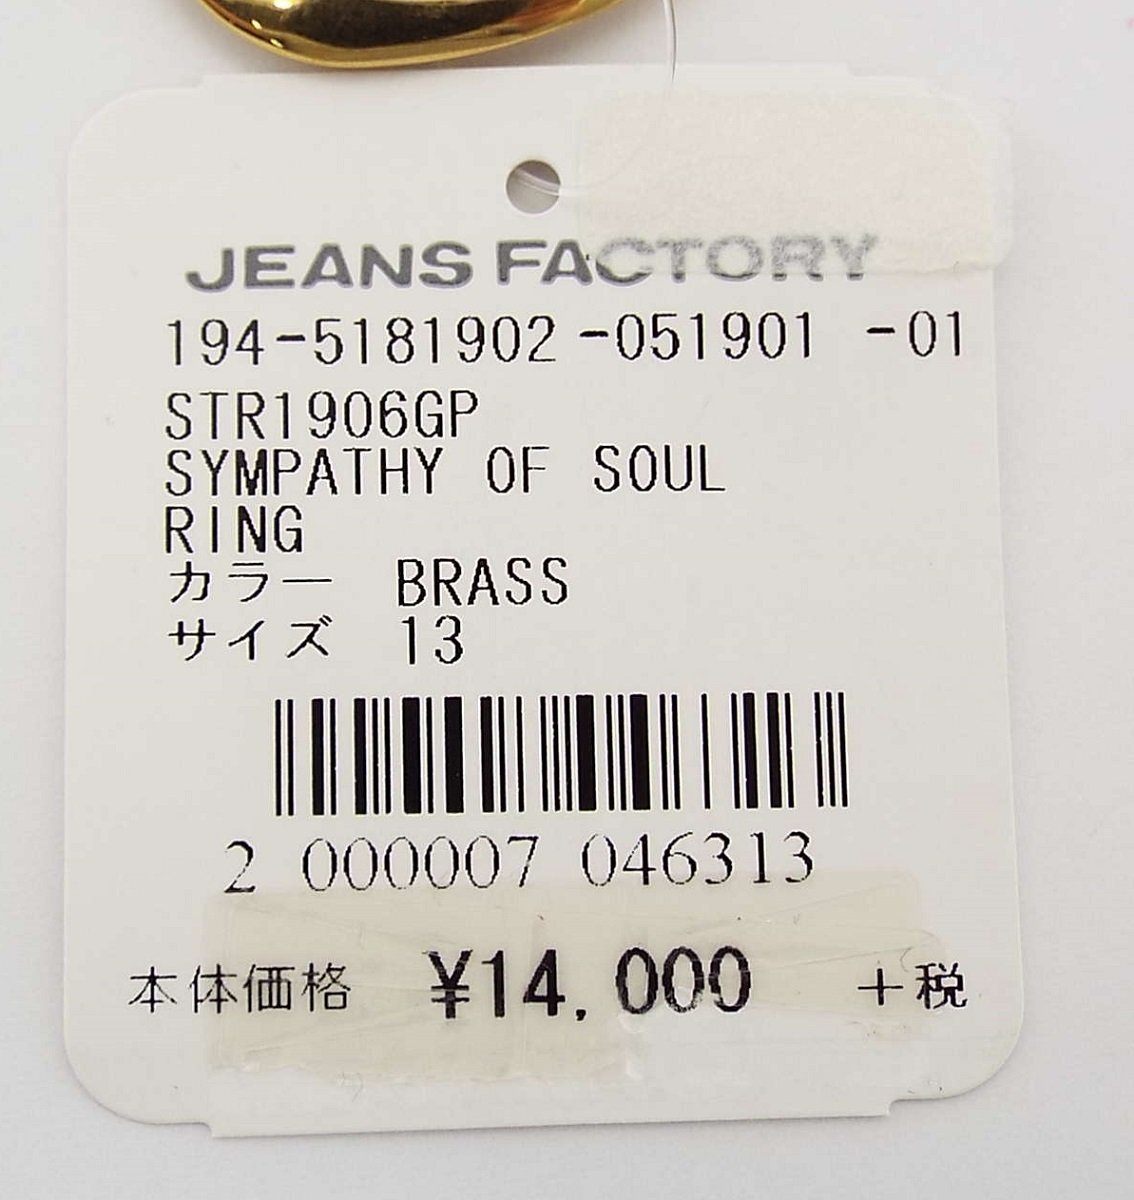 JEANS FACTORY
194-5181902-051901 -01
STR1906GP
SYMPATHY OF SOUL
RING
カラー BRASS
サイズ 13
2 000007 046313
本体価格 ¥14,000 +税